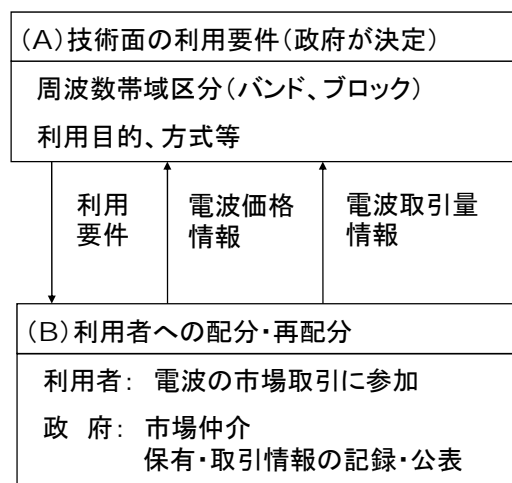 (A)技術面の利用要件(政府が決定)
周波数帯域区分(バンド、ブロック)
利用目的、方式等
利用
要件
電波価格
情報
電波取引量
情報
(B)利用者への配分・再配分
利用者： 電波の市場取引に参加
政　府： 市場仲介
保有・取引情報の記録・公表